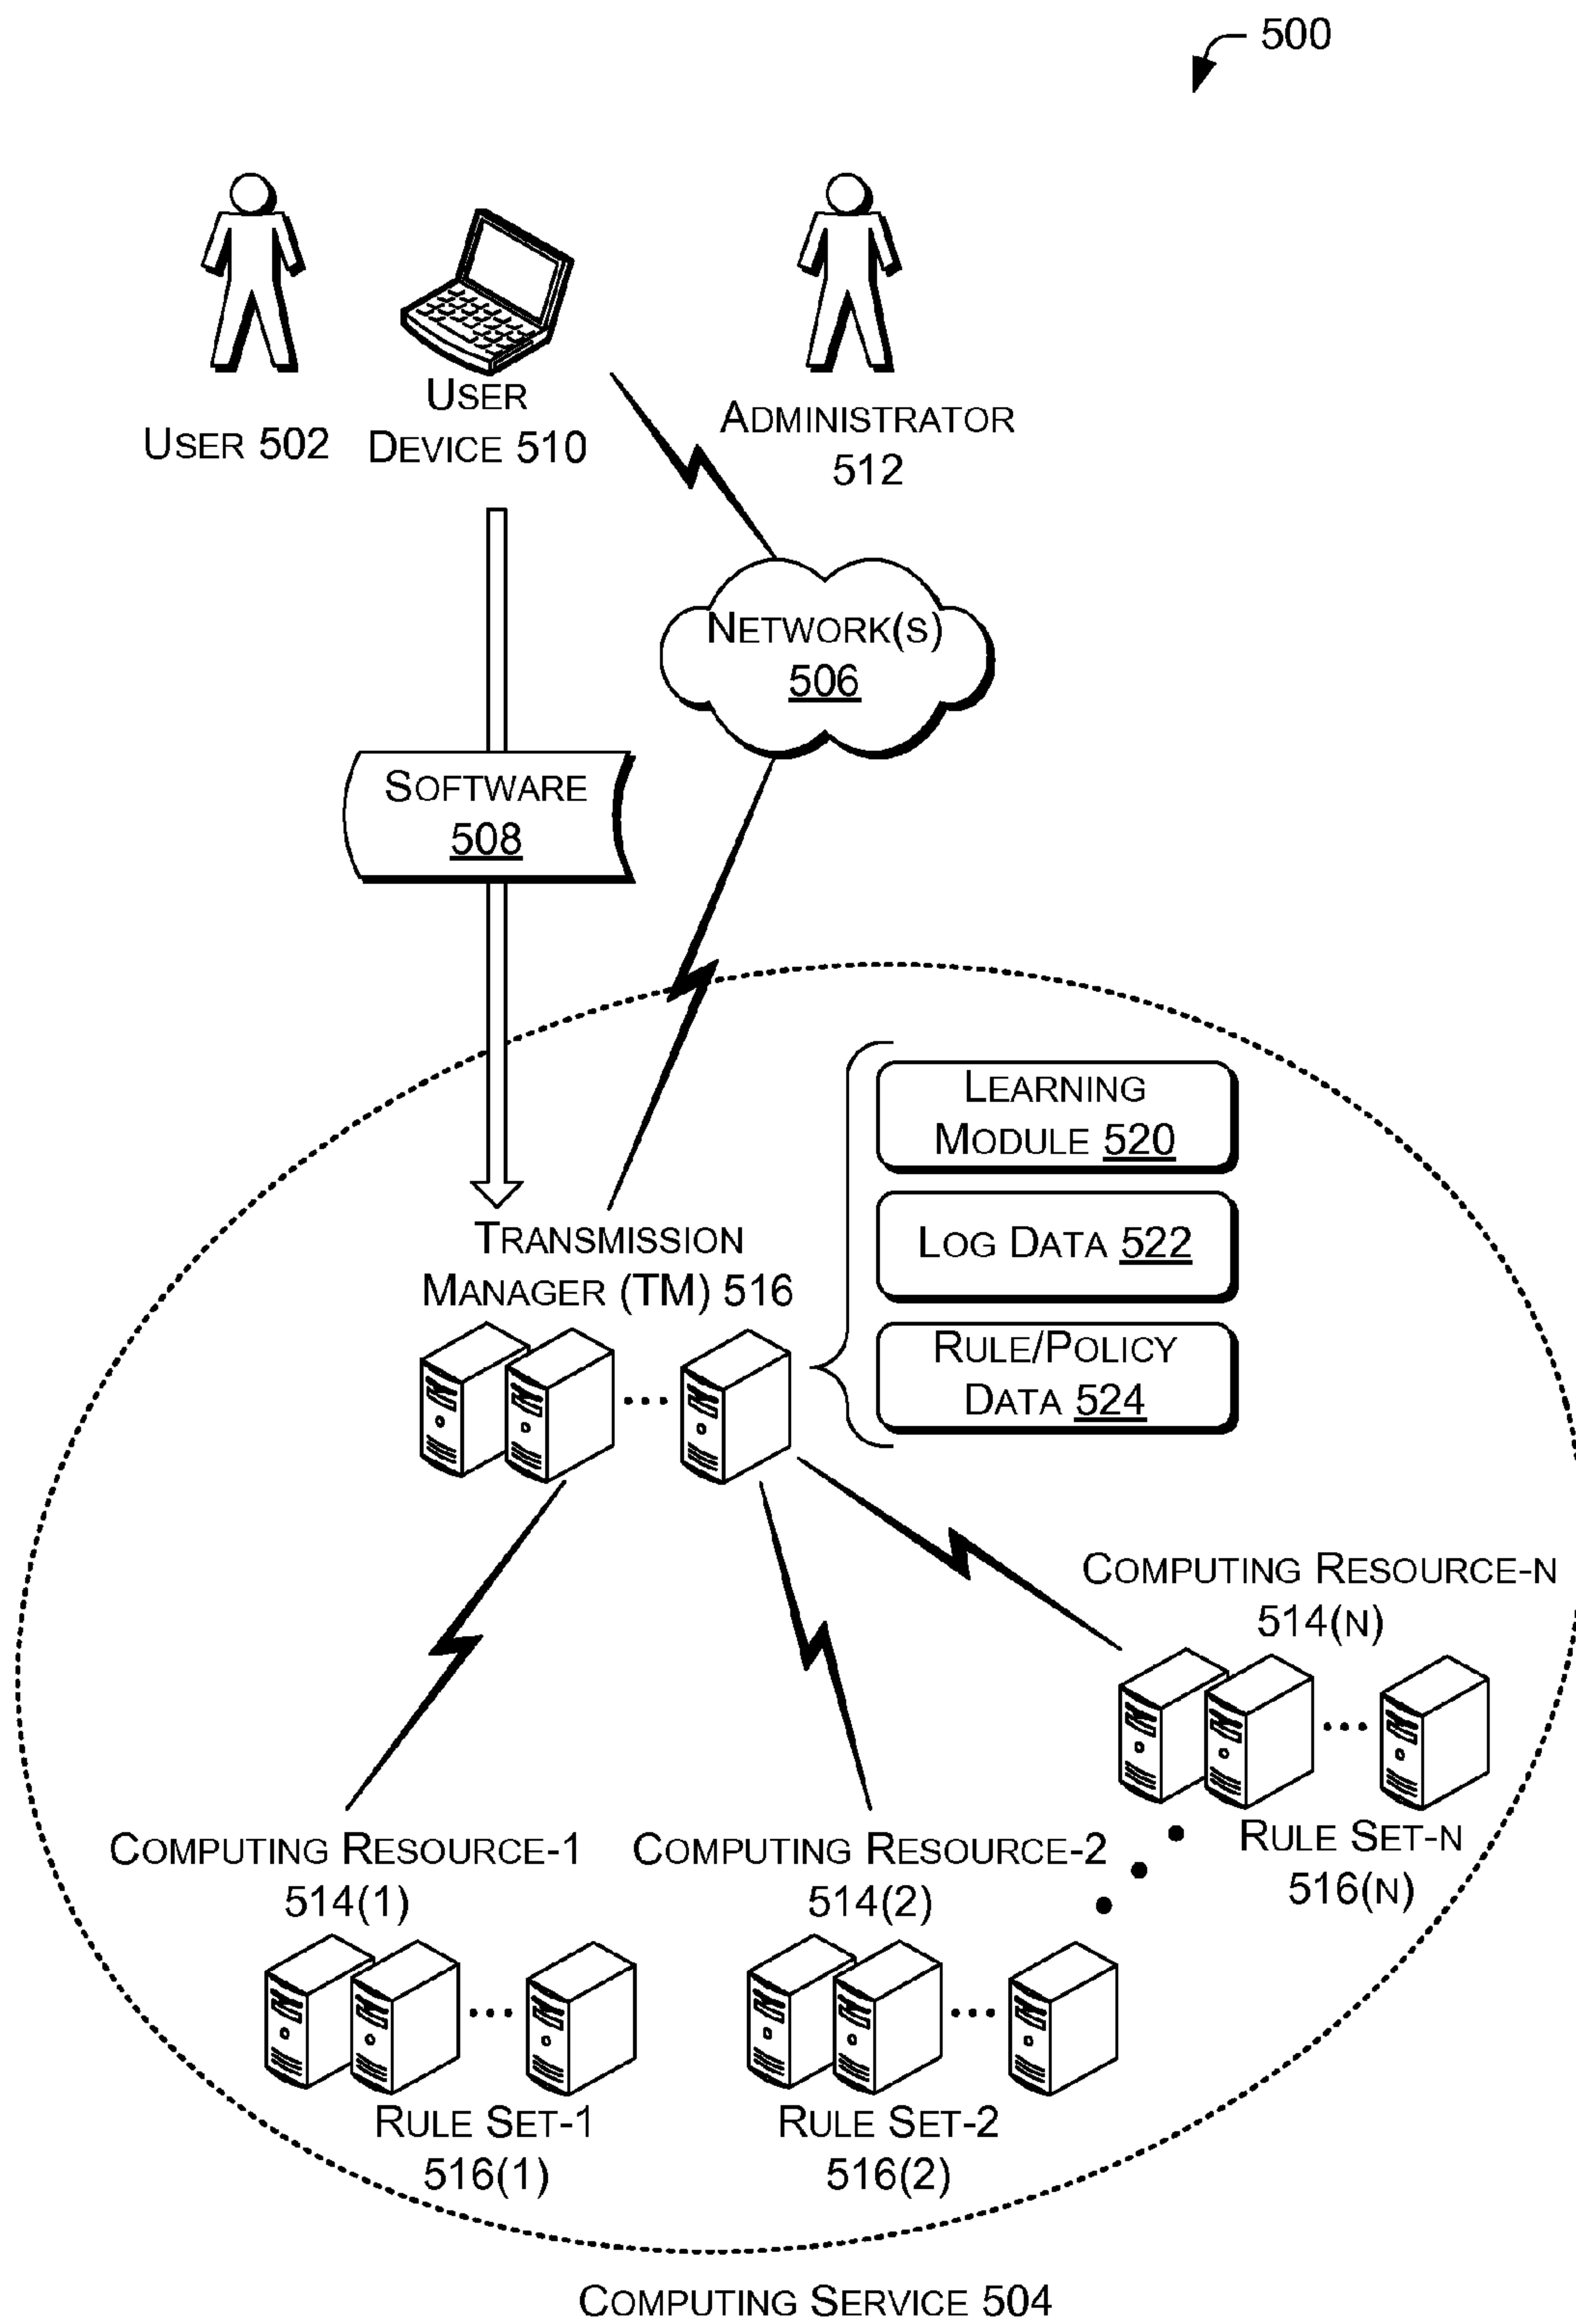 500
USER 502
USER
DEVICE 510
ADMINISTRATOR
512
NETWORK(S)
506
SOFTWARE
508
LEARNING
MODULE 520
LOG DATA 522
RULE/POLICY
DATA 524
TRANSMISSION
MANAGER (TM) 516
COMPUTING RESOURCE-N
514(N)
RULE SET-N
516(N)
COMPUTING RESOURCE-1
514(1)
RULE SET-1
516(1)
COMPUTING RESOURCE-2
514(2)
RULE SET-2
516(2)
COMPUTING SERVICE 504